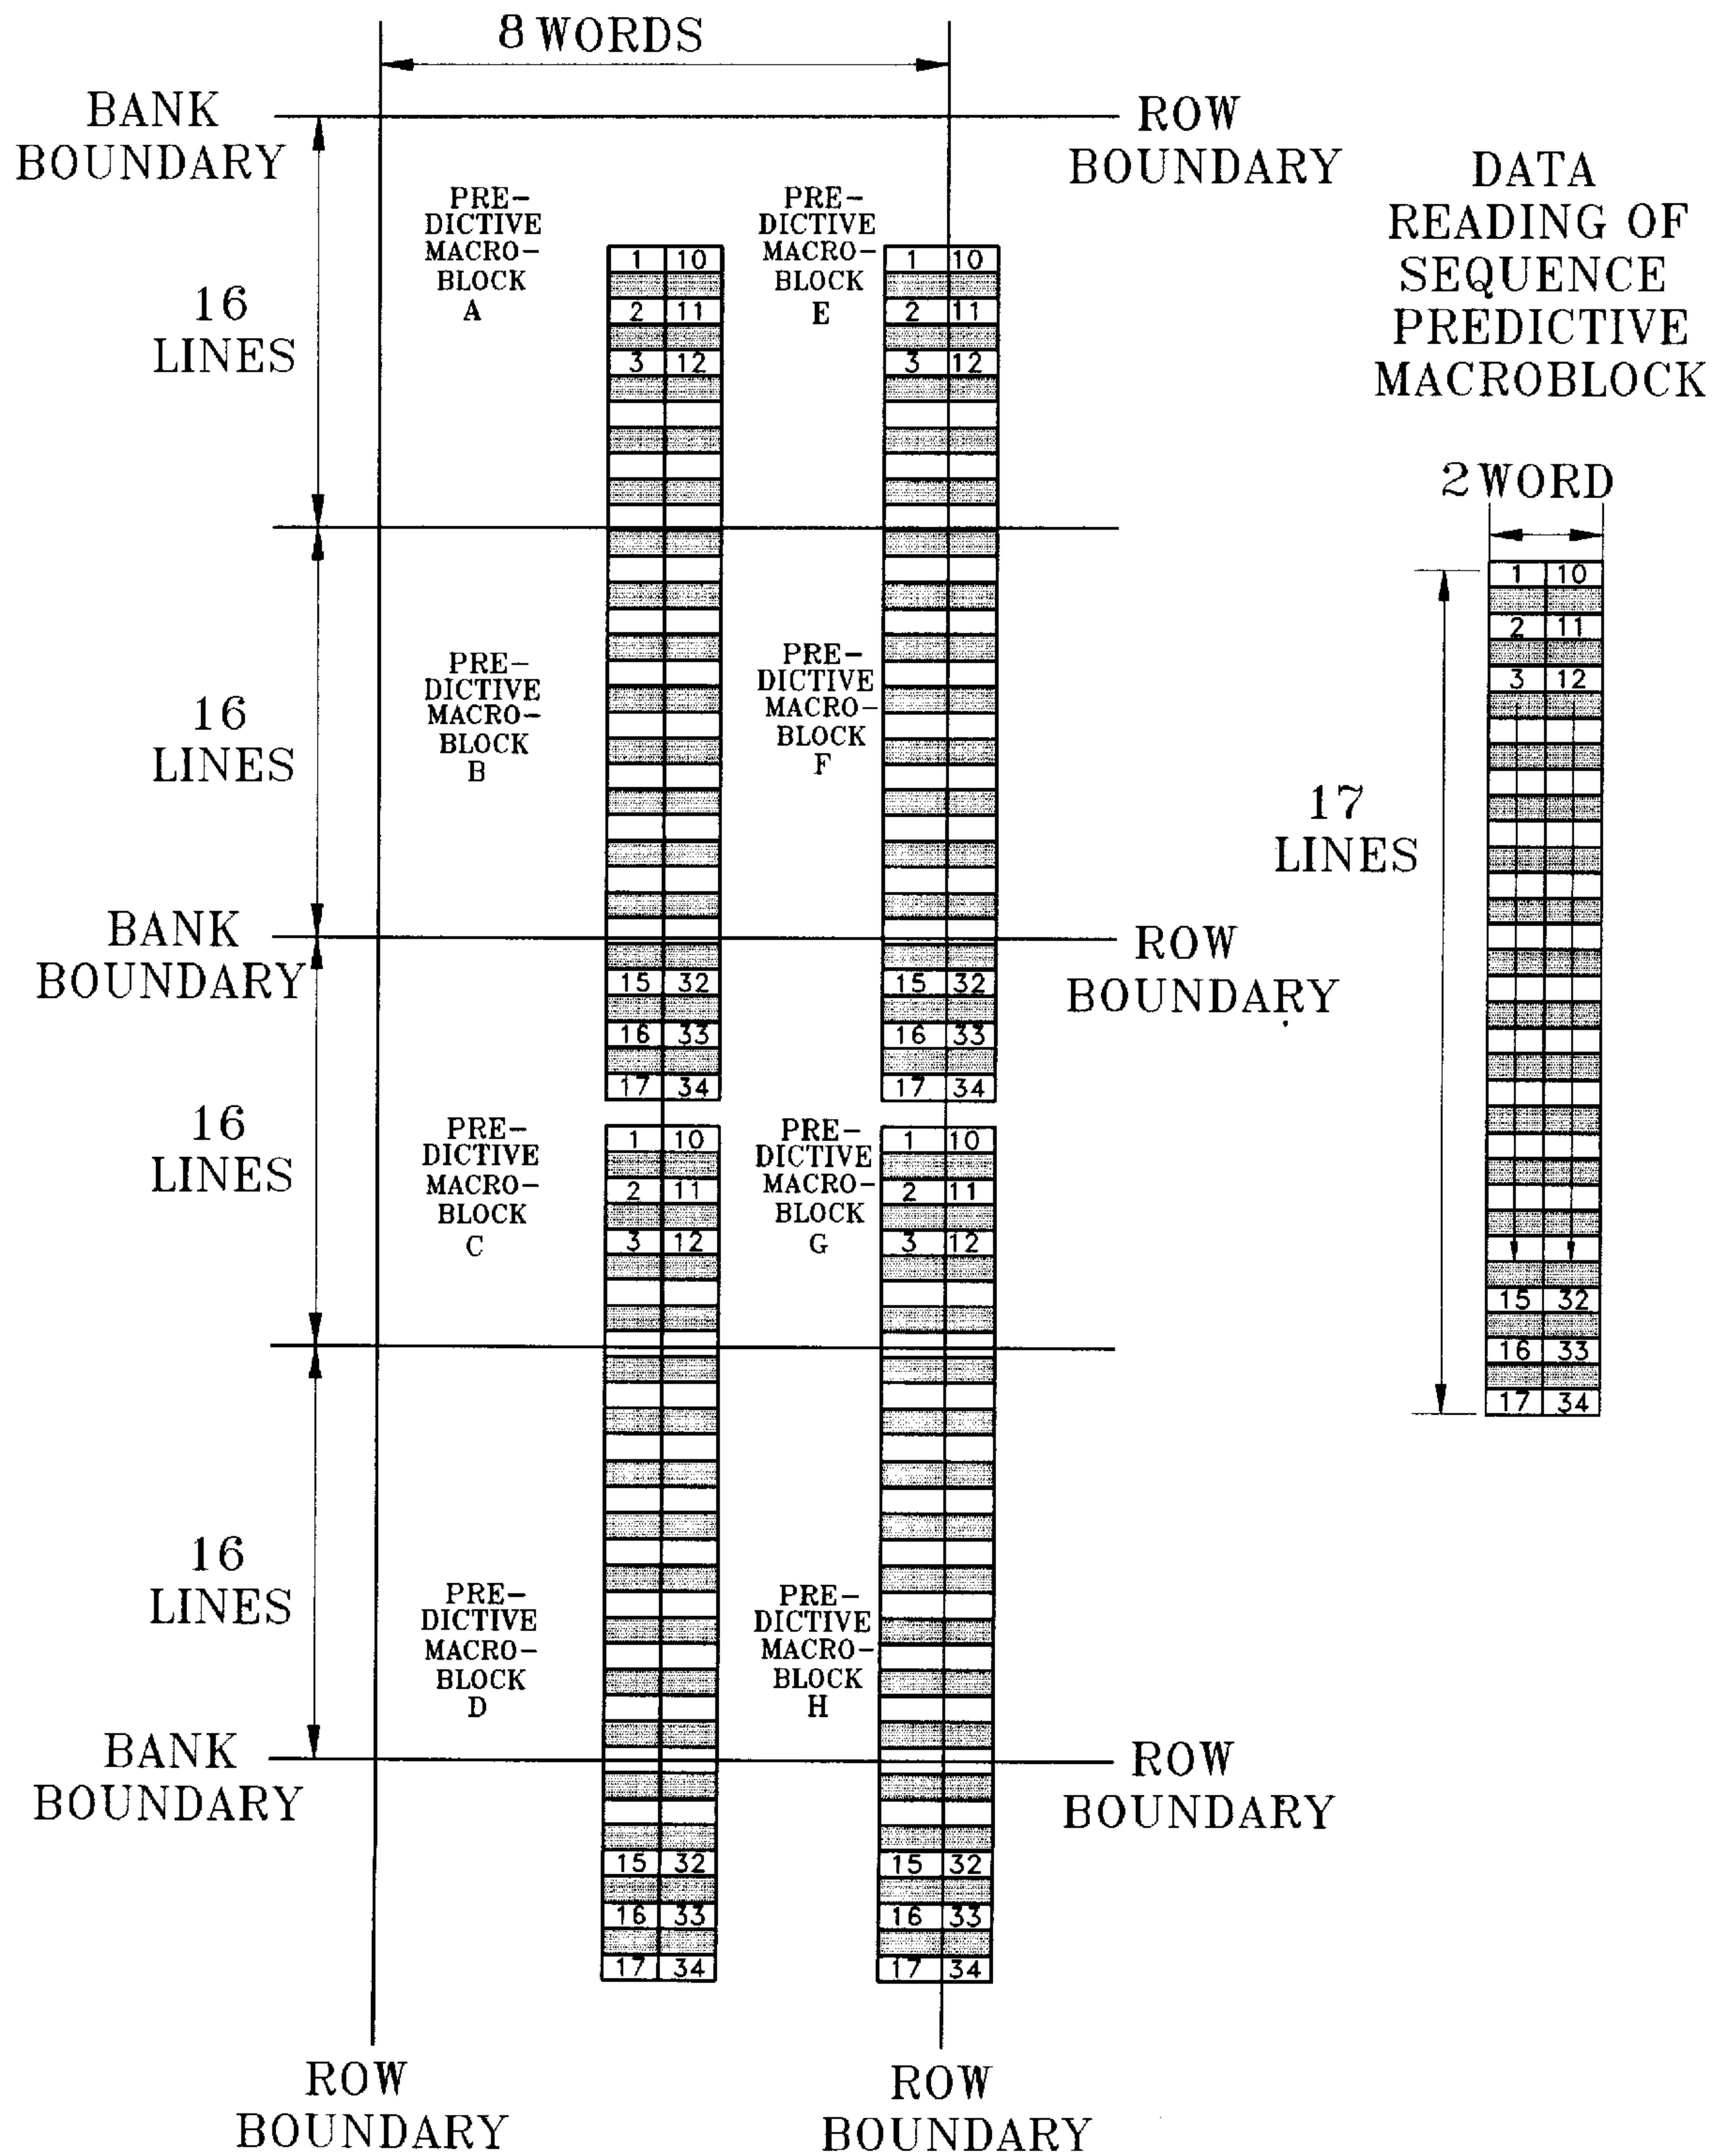 8 WORDS
BANK
BOUNDARY
ROW
BOUNDARY
16
LINES
PRE-
DICTIVE
MACRO-
BLOCK
A
PRE-
DICTIVE
MACRO-
BLOCK
E
1 10
2 11
3 12
1 10
2 11
3 12
16
LINES
PRE-
DICTIVE
MACRO-
BLOCK
B
PRE-
DICTIVE
MACRO-
BLOCK
F
BANK
BOUNDARY
ROW
BOUNDARY
15 32
16 33
17 34
15 32
16 33
17 34
16
LINES
PRE-
DICTIVE
MACRO-
BLOCK
C
PRE-
DICTIVE
MACRO-
BLOCK
G
1 10
2 11
3 12
1 10
2 11
3 12
16
LINES
PRE-
DICTIVE
MACRO-
BLOCK
D
PRE-
DICTIVE
MACRO-
BLOCK
H
BANK
BOUNDARY
ROW
BOUNDARY
15 32
16 33
17 34
15 32
16 33
17 34
ROW
BOUNDARY
ROW
BOUNDARY
DATA
READING OF
SEQUENCE
PREDICTIVE
MACROBLOCK
2 WORD
17
LINES
1 10
2 11
3 12
15 32
16 33
17 34